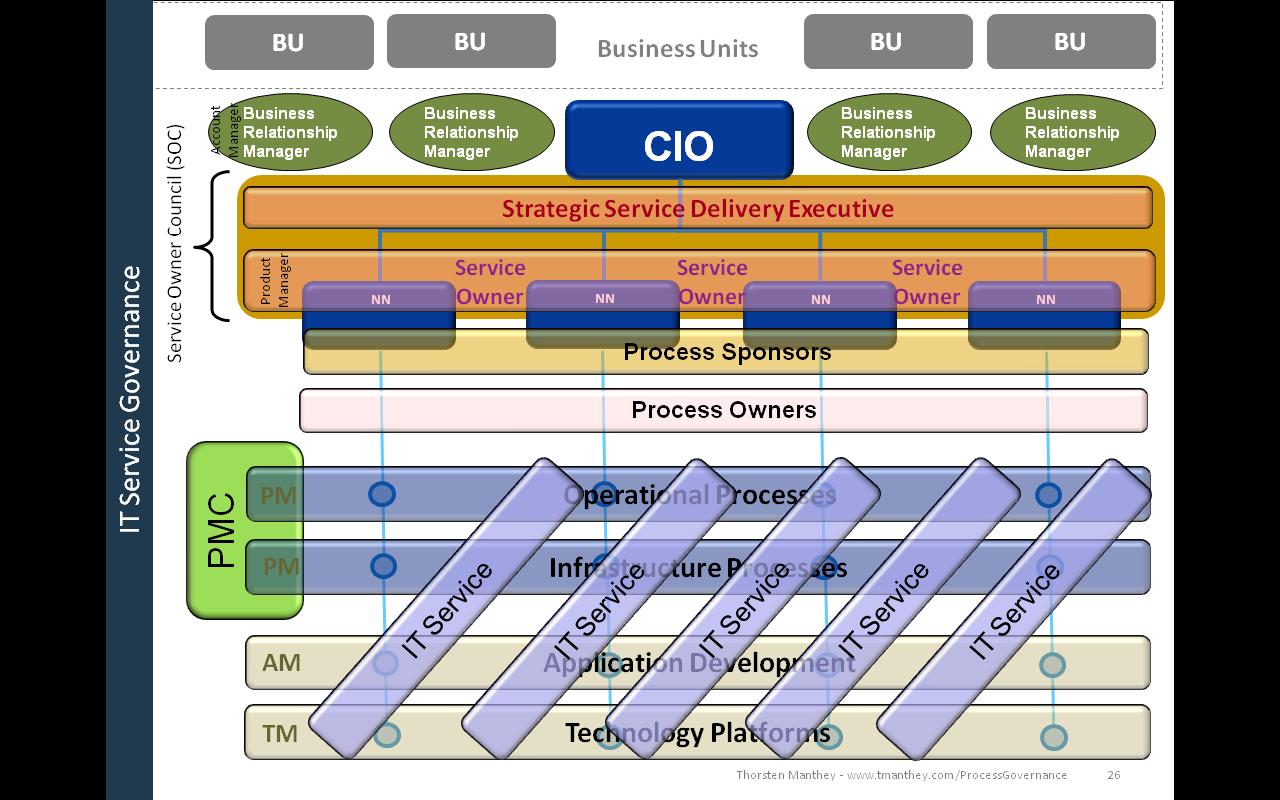 IT Service Governance
BU
BU
Business Units
BU
BU
Account
Manager
Business
Relationship
Manager
Business
Relationship
Manager
CIO
Business
Relationship
Manager
Business
Relationship
Manager
Service Owner Council (SOC)
Strategic Service Delivery Executive
Product
Manager
Service
Owner
Service
Owner
Service
Owner
NN
NN
NN
NN
Process Sponsors
Process Owners
PMC
PM
Operational Processes
PM
Infrastructure Processes
IT Service
IT Service
IT Service
IT Service
IT Service
AM
Application Development
TM
Technology Platforms
Thorsten Manthey - www.tmanthey.com/ProcessGovernance
26